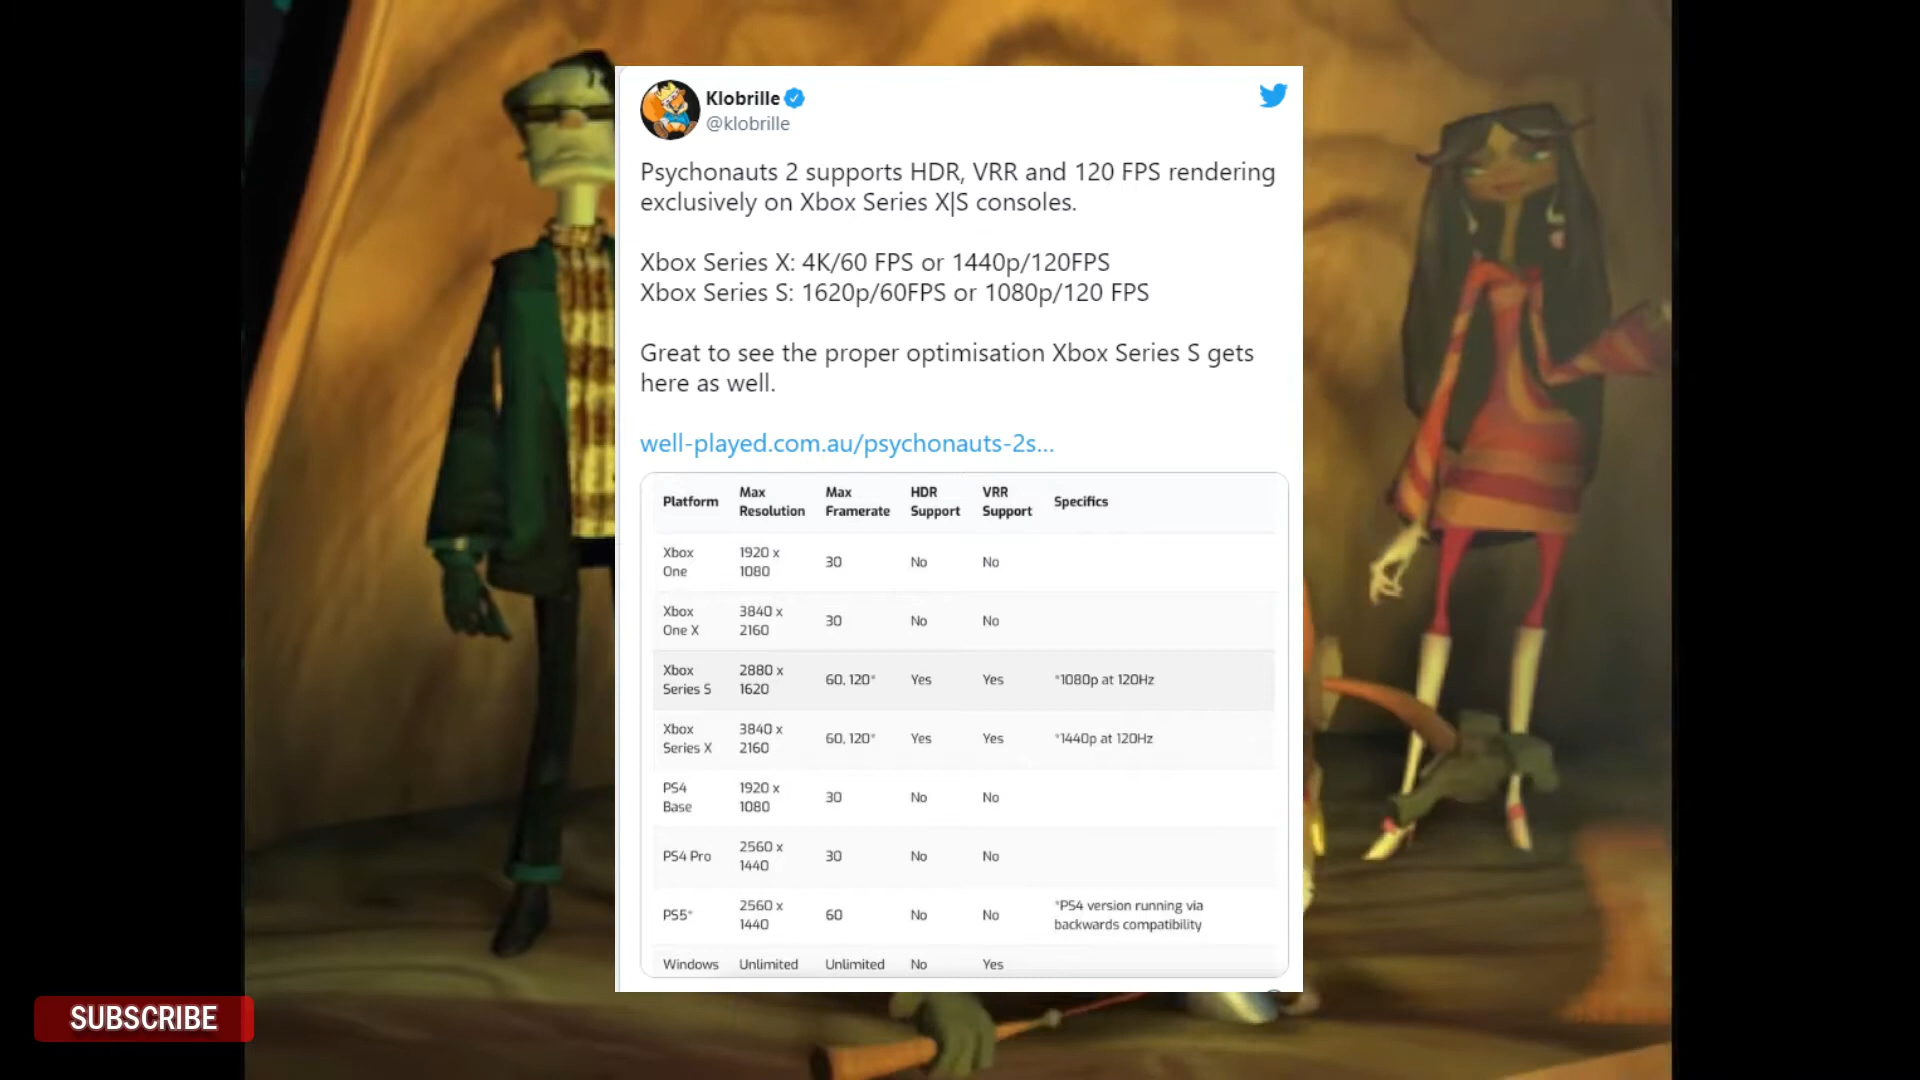 Klobrille
@klobrille
Psychonauts 2 supports HDR, VRR and 120 FPS rendering
exclusively on Xbox Series X|S consoles.
Xbox Series X: 4K/60 FPS or 1440p/120FPS
Xbox Series S: 1620p/60FPS or 1080p/120 FPS
Great to see the proper optimisation Xbox Series S gets
here as well.
well-played.com.au/psychonauts-2s...
Platform Max Resolution Max Framerate HDR Support VRR Support Specifics
Xbox One 1920 x 1080 30 No No
Xbox One X 3840 x 2160 30 No No
Xbox Series S 2880 x 1620 60, 120* Yes Yes *1080p at 120Hz
Xbox Series X 3840 x 2160 60, 120* Yes Yes *1440p at 120Hz
PS4 Base 1920 x 1080 30 No No
PS4 Pro 2560 x 1440 30 No No
PS5* 2560 x 1440 60 No No *PS4 version running via backwards compatibility
Windows Unlimited Unlimited No Yes
SUBSCRIBE